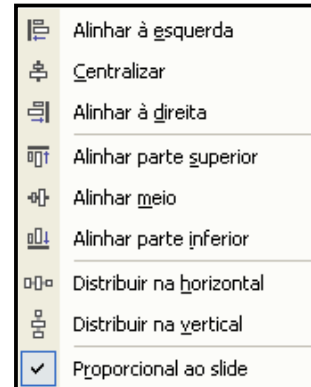 Alinhar à esquerda
Centralizar
Alinhar à direita
Alinhar parte superior
Alinhar meio
Alinhar parte inferior
Distribuir na horizontal
Distribuir na vertical
Proporcional ao slide